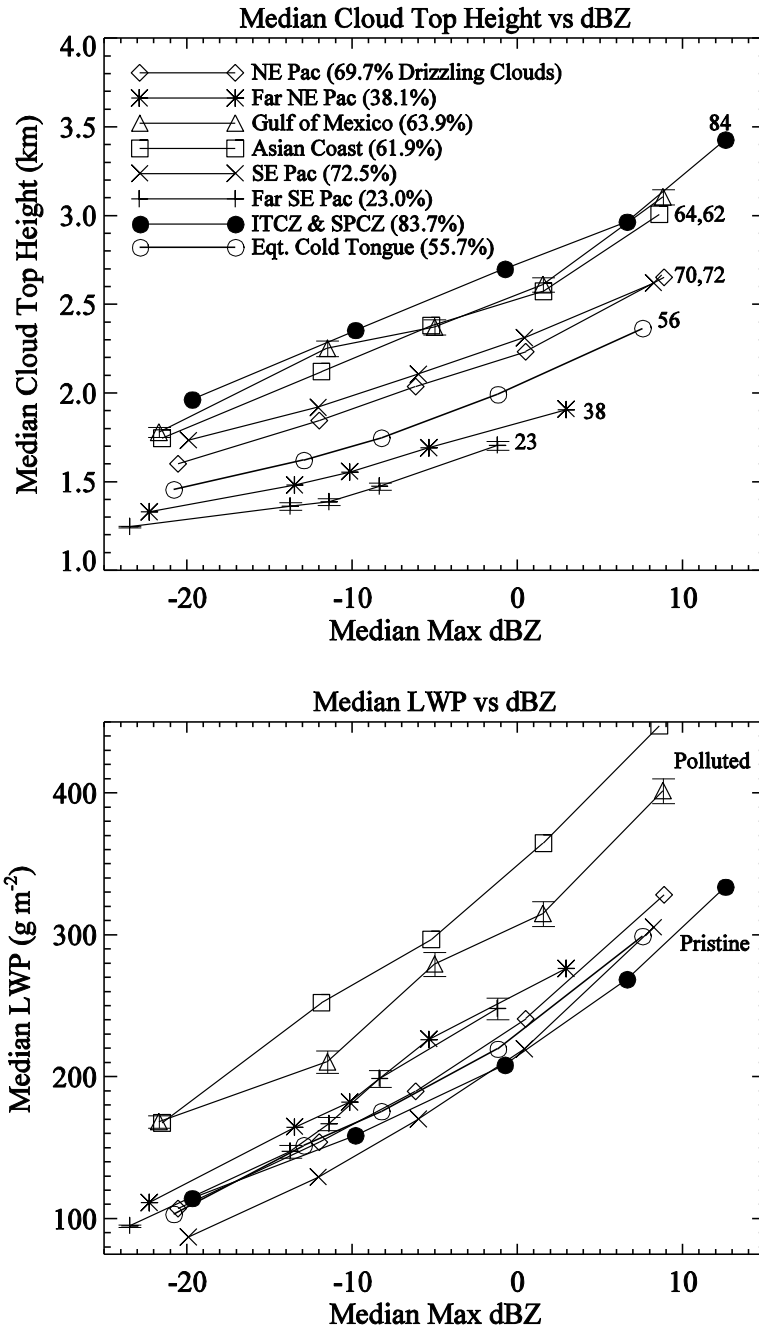 Median Cloud Top Height vs dBZ
4.0
NE Pac (69.7% Drizzling Clouds)
Far NE Pac (38.1%)
Gulf of Mexico (63.9%)
Asian Coast (61.9%)
SE Pac (72.5%)
Far SE Pac (23.0%)
ITCZ & SPCZ (83.7%)
Eqt. Cold Tongue (55.7%)
84
3.5
64,62
3.0
70,72
2.5
56
2.0
38
23
1.5
1.0
Median Cloud Top Height (km)
-20 -10 0 10
Median Max dBZ
Median LWP vs dBZ
Polluted
400
Pristine
300
200
100
Median LWP (g m-2)
-20 -10 0 10
Median Max dBZ